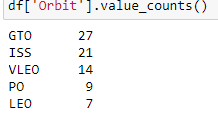 df['Orbit'].value_counts()
GTO 27
ISS 21
VLEO 14
PO 9
LEO 7